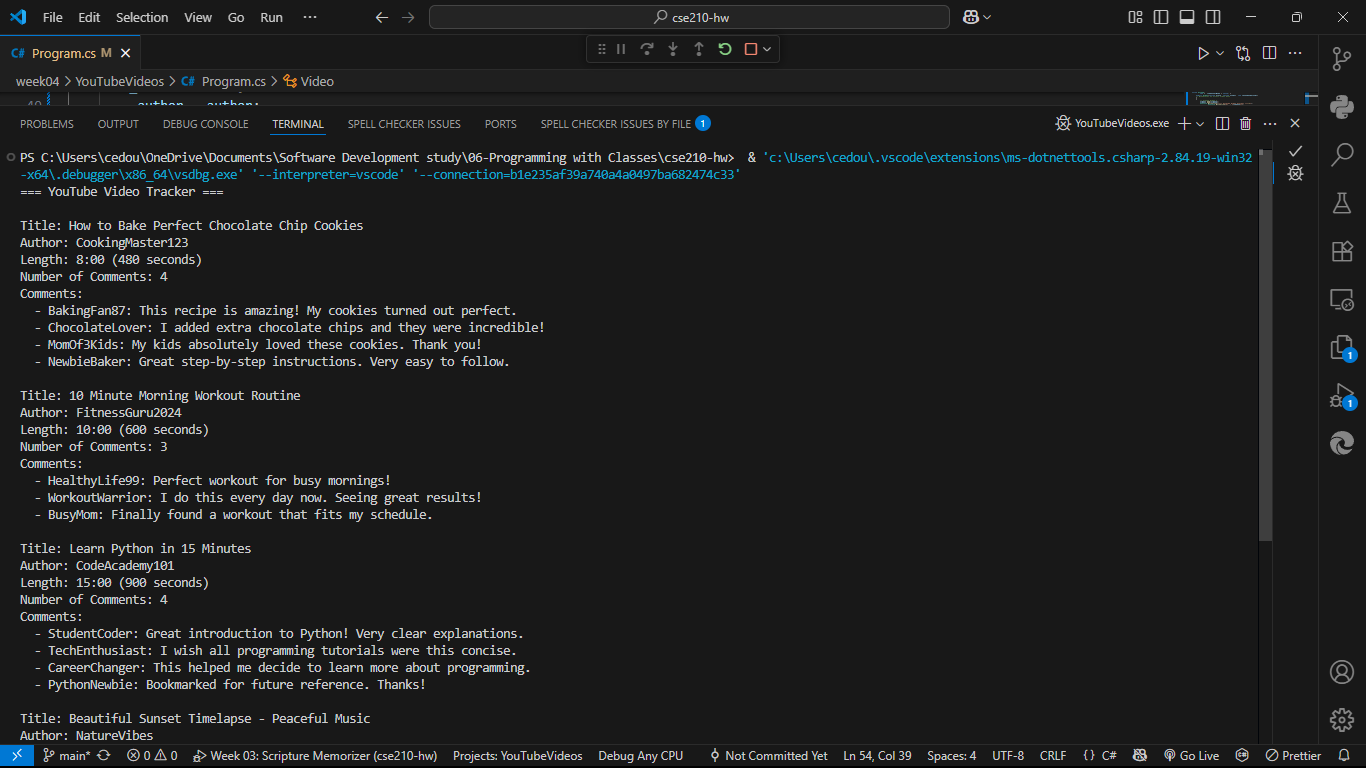 File Edit Selection View Go Run ··· cse210-hw
C# Program.cs M
week04 > YouTubeVideos > C# Program.cs > Video
PROBLEMS OUTPUT DEBUG CONSOLE TERMINAL SPELL CHECKER ISSUES PORTS SPELL CHECKER ISSUES BY FILE 1 YouTubeVideos.exe
PS C:\Users\cedou\OneDrive\Documents\Software Development study\06-Programming with Classes\cse210-hw> & 'c:\Users\cedou\.vscode\extensions\ms-dotnettools.csharp-2.84.19-win32
-x64\.debugger\x86_64\vsdbg.exe' '--interpreter=vscode' '--connection=b1e235af39a740a4a0497ba682474c33'
=== YouTube Video Tracker ===
Title: How to Bake Perfect Chocolate Chip Cookies
Author: CookingMaster123
Length: 8:00 (480 seconds)
Number of Comments: 4
Comments:
- BakingFan87: This recipe is amazing! My cookies turned out perfect.
- ChocolateLover: I added extra chocolate chips and they were incredible!
- MomOf3Kids: My kids absolutely loved these cookies. Thank you!
- NewbieBaker: Great step-by-step instructions. Very easy to follow.
Title: 10 Minute Morning Workout Routine
Author: FitnessGuru2024
Length: 10:00 (600 seconds)
Number of Comments: 3
Comments:
- HealthyLife99: Perfect workout for busy mornings!
- WorkoutWarrior: I do this every day now. Seeing great results!
- BusyMom: Finally found a workout that fits my schedule.
Title: Learn Python in 15 Minutes
Author: CodeAcademy101
Length: 15:00 (900 seconds)
Number of Comments: 4
Comments:
- StudentCoder: Great introduction to Python! Very clear explanations.
- TechEnthusiast: I wish all programming tutorials were this concise.
- CareerChanger: This helped me decide to learn more about programming.
- PythonNewbie: Bookmarked for future reference. Thanks!
Title: Beautiful Sunset Timelapse - Peaceful Music
Author: NatureVibes
1
1
main* 0 0 Week 03: Scripture Memorizer (cse210-hw) Projects: YouTubeVideos Debug Any CPU Not Committed Yet Ln 54, Col 39 Spaces: 4 UTF-8 CRLF {} C# Go Live Prettier